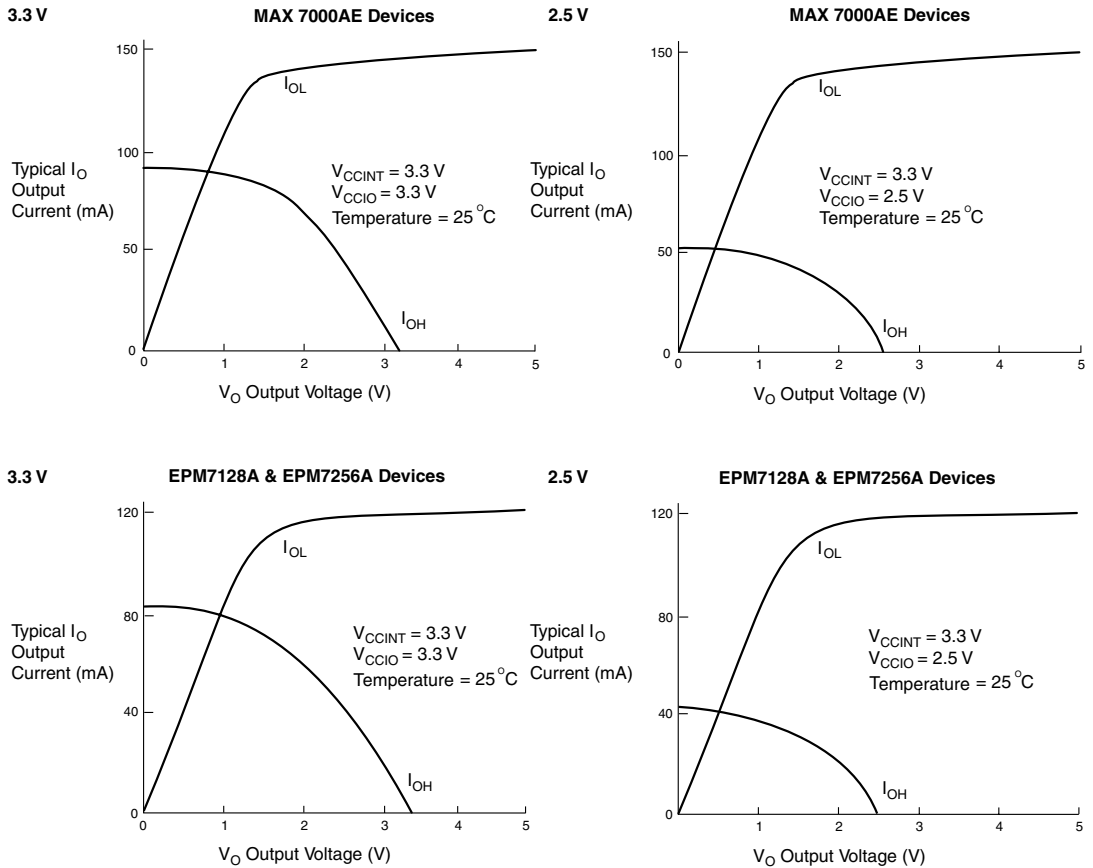 3.3 V
MAX 7000AE Devices
150
I_OL
100
Typical I_O
Output
Current (mA)
V_CCINT = 3.3 V
V_CCIO = 3.3 V
Temperature = 25 °C
50
I_OH
0
0 1 2 3 4 5
V_O Output Voltage (V)
2.5 V
MAX 7000AE Devices
150
I_OL
100
Typical I_O
Output
Current (mA)
V_CCINT = 3.3 V
V_CCIO = 2.5 V
Temperature = 25 °C
50
I_OH
0
0 1 2 3 4 5
V_O Output Voltage (V)
3.3 V
EPM7128A & EPM7256A Devices
120
I_OL
80
Typical I_O
Output
Current (mA)
V_CCINT = 3.3 V
V_CCIO = 3.3 V
Temperature = 25 °C
40
I_OH
0
0 1 2 3 4 5
V_O Output Voltage (V)
2.5 V
EPM7128A & EPM7256A Devices
120
I_OL
80
Typical I_O
Output
Current (mA)
V_CCINT = 3.3 V
V_CCIO = 2.5 V
Temperature = 25 °C
40
I_OH
0
0 1 2 3 4 5
V_O Output Voltage (V)